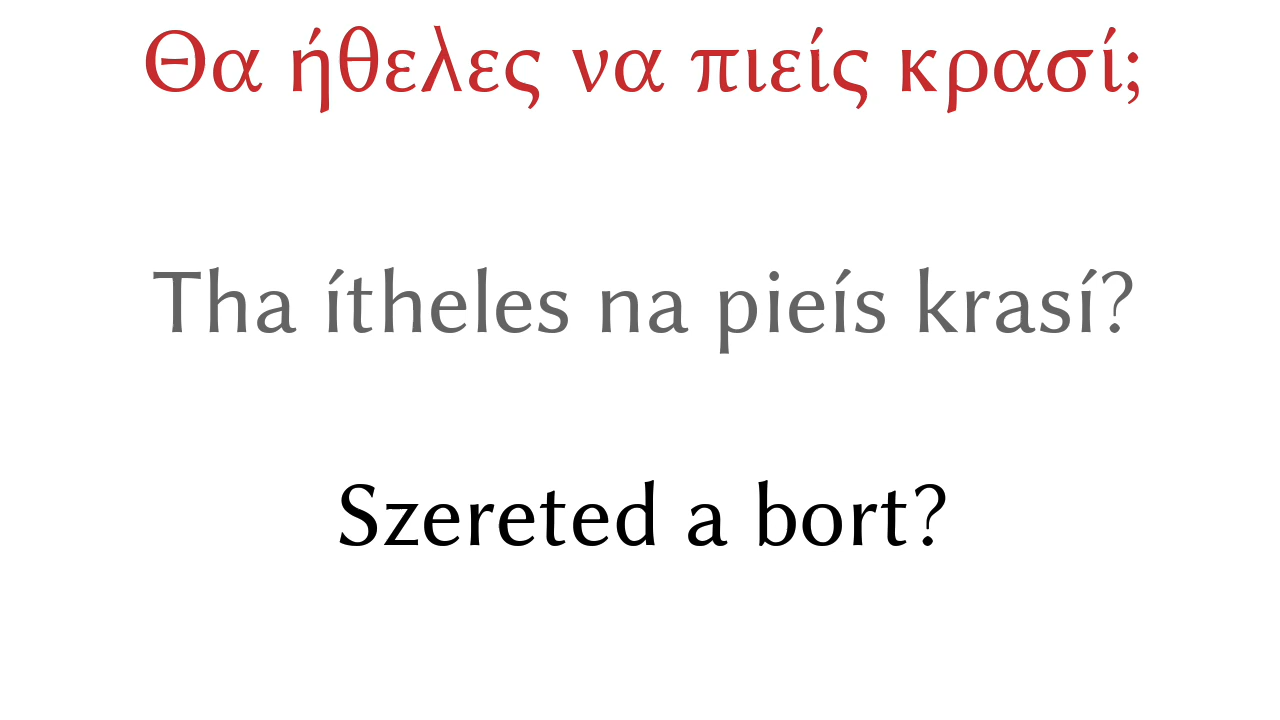 Θα ήθελες να πιείς κρασί;
Tha ítheles na pieís krasí?
Szereted a bort?